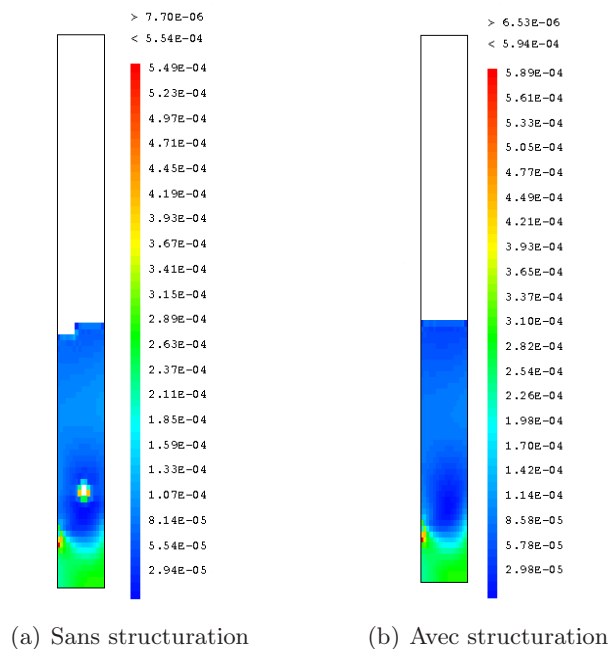 > 7.70E-06
< 5.54E-04
5.49E-04
5.23E-04
4.97E-04
4.71E-04
4.45E-04
4.19E-04
3.93E-04
3.67E-04
3.41E-04
3.15E-04
2.89E-04
2.63E-04
2.37E-04
2.11E-04
1.85E-04
1.59E-04
1.33E-04
1.07E-04
8.14E-05
5.54E-05
2.94E-05
(a) Sans structuration
> 6.53E-06
< 5.94E-04
5.89E-04
5.61E-04
5.33E-04
5.05E-04
4.77E-04
4.49E-04
4.21E-04
3.93E-04
3.65E-04
3.37E-04
3.10E-04
2.82E-04
2.54E-04
2.26E-04
1.98E-04
1.70E-04
1.42E-04
1.14E-04
8.58E-05
5.78E-05
2.98E-05
(b) Avec structuration